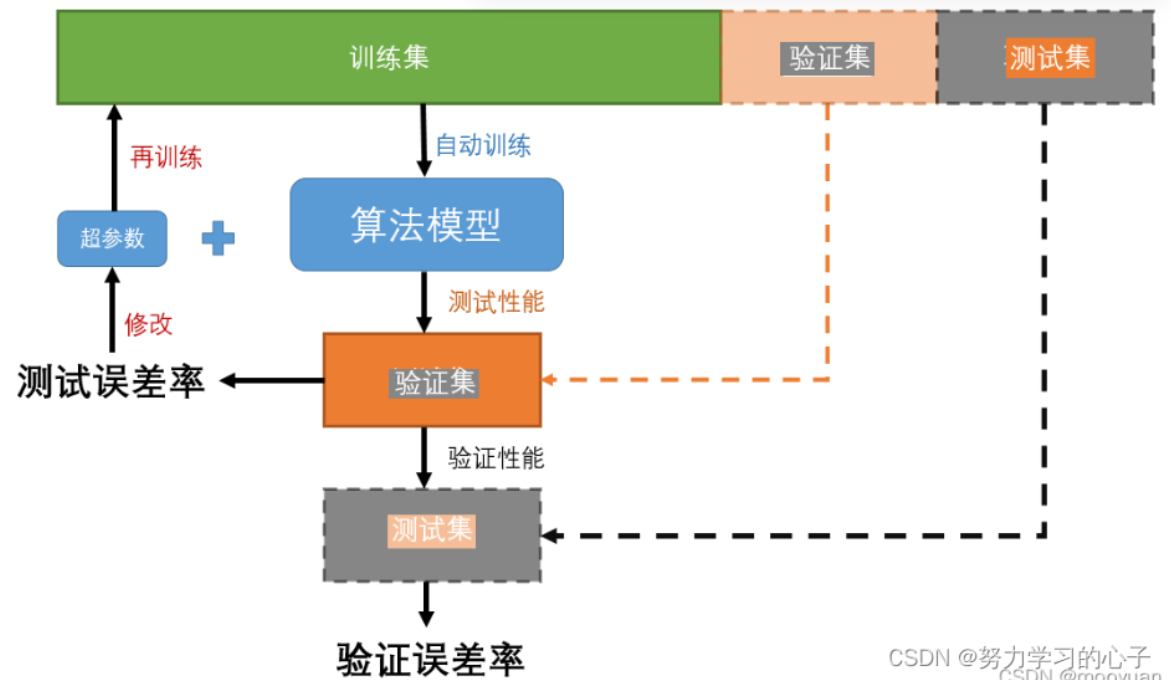 训练集
验证集
测试集
自动训练
再训练
算法模型
超参数
测试性能
修改
测试误差率
验证集
验证性能
测试集
验证误差率
CSDN @努力学习的心子
CSDN @mooyuan